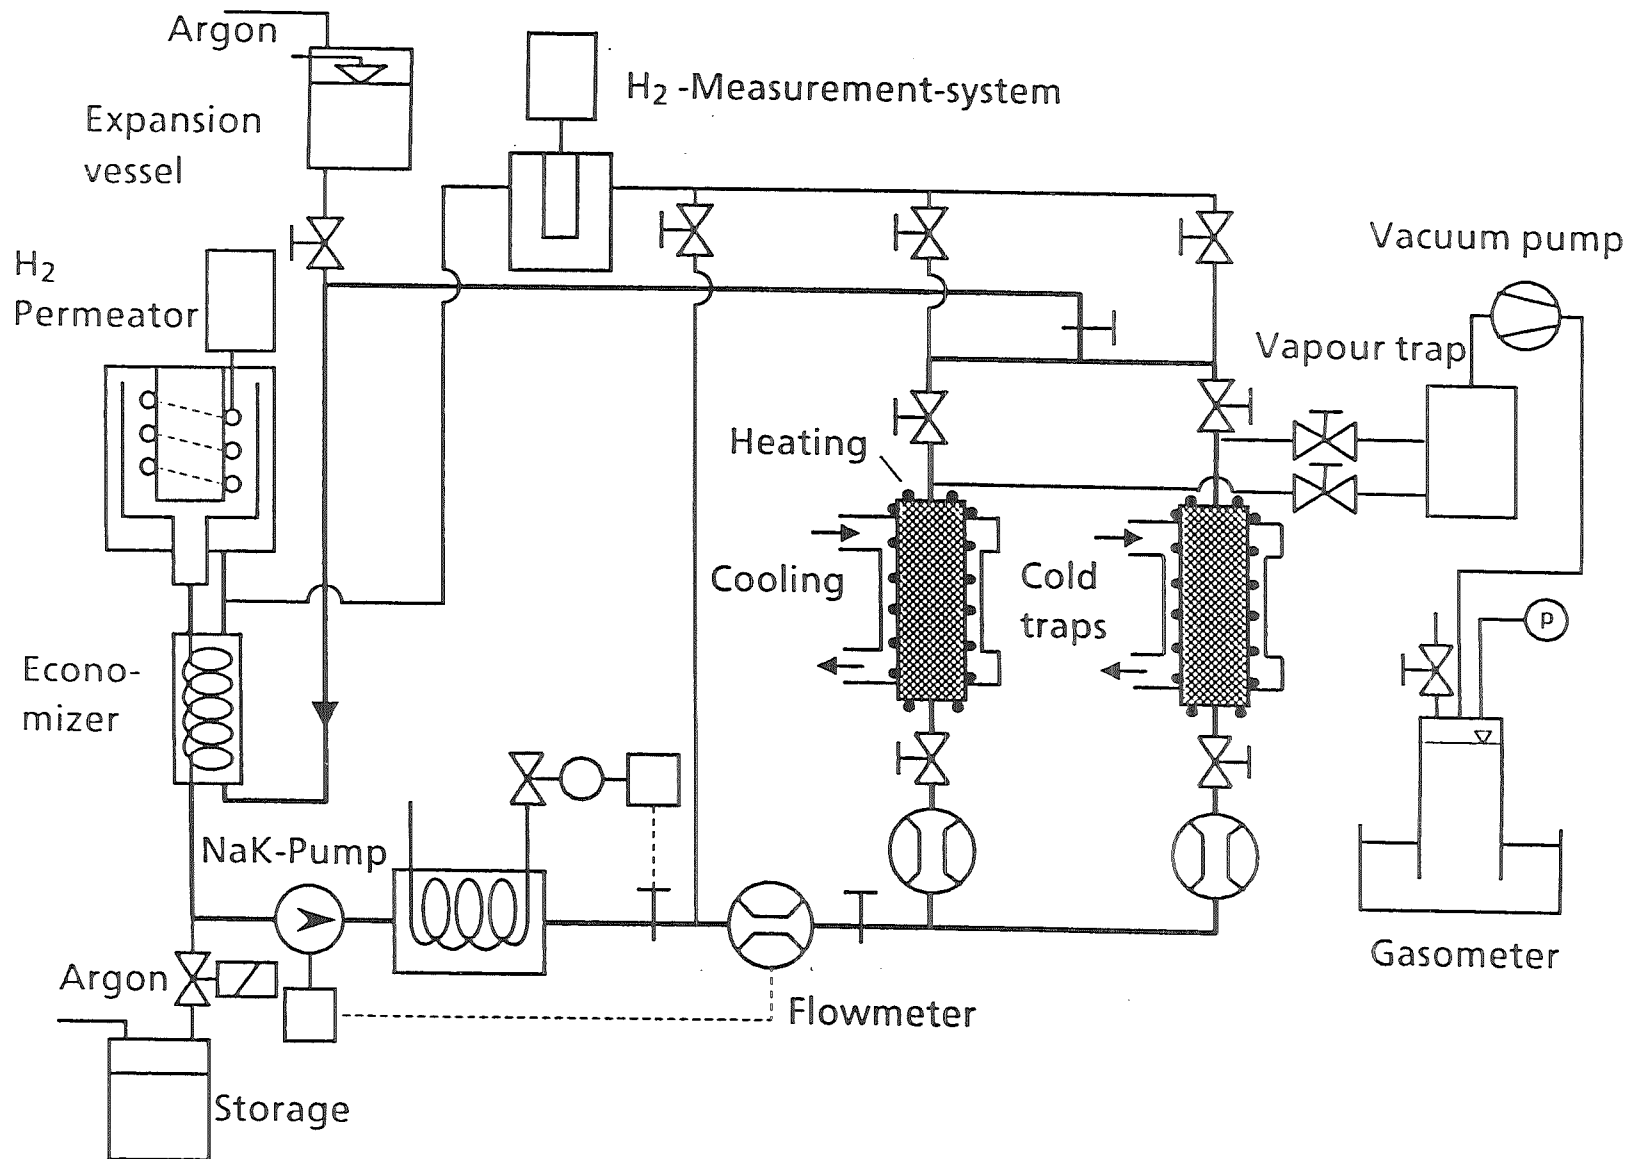 Argon
Expansion
vessel
H2 -Measurement-system
H2
Permeator
Vacuum pump
Vapour trap
Heating
Cooling
Cold
traps
p
Econo-
mizer
NaK-Pump
Argon
Flowmeter
Gasometer
Storage